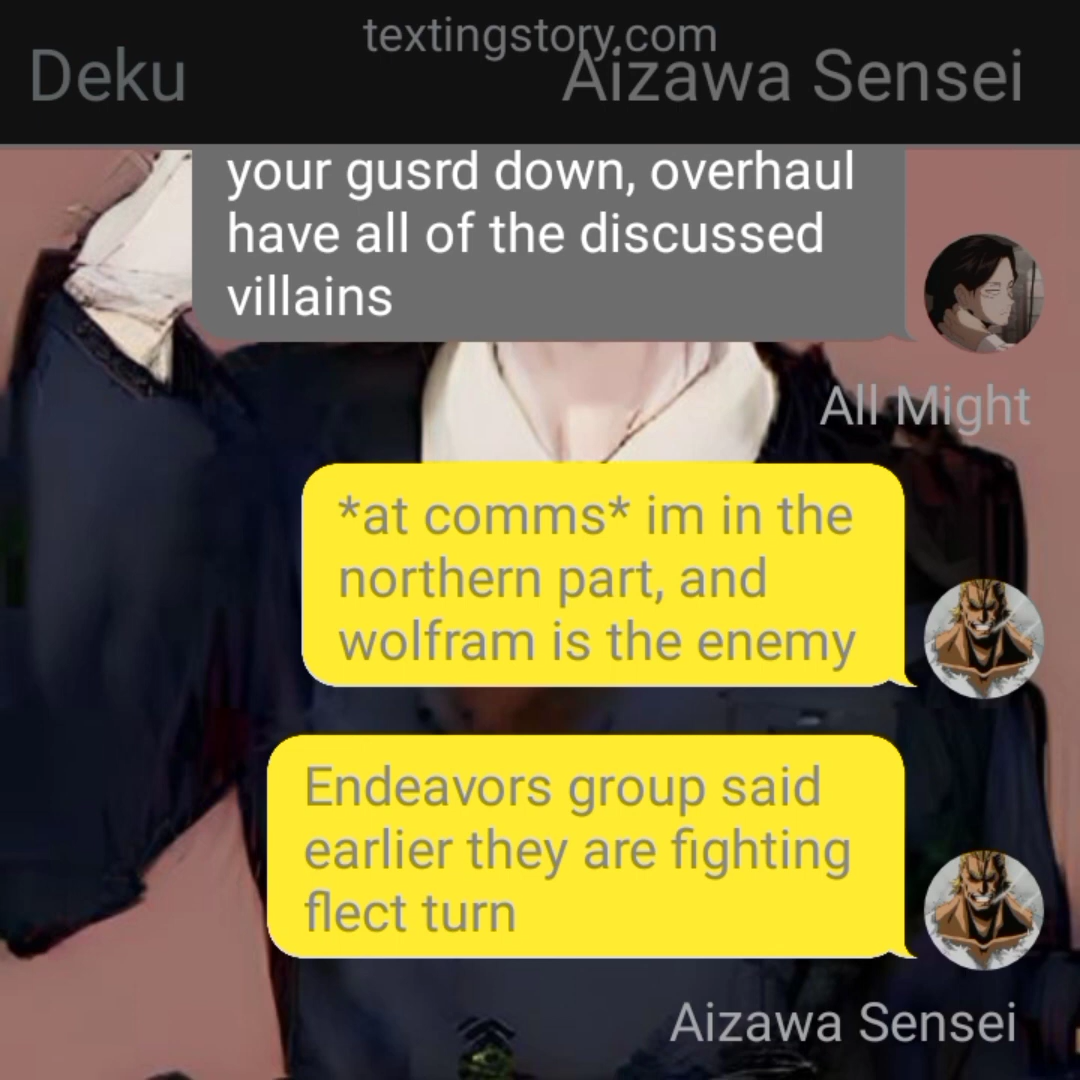 textingstory.com
Deku
Aizawa Sensei
your gusrd down, overhaul
have all of the discussed
villains
All Might
*at comms* im in the
northern part, and
wolfram is the enemy
Endeavors group said
earlier they are fighting
flect turn
Aizawa Sensei